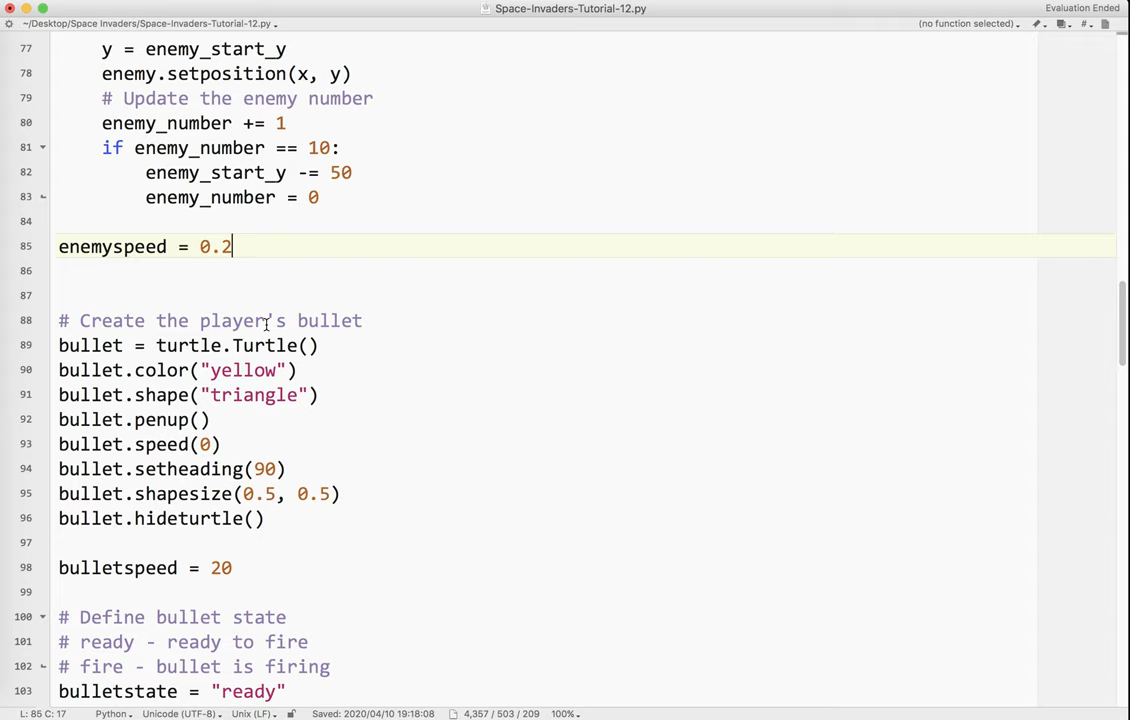 Space-Invaders-Tutorial-12.py
Evaluation Ended
~/Desktop/Space Invaders/Space-Invaders-Tutorial-12.py
(no function selected)
77 y = enemy_start_y
78 enemy.setposition(x, y)
79 # Update the enemy number
80 enemy_number += 1
81 if enemy_number == 10:
82 enemy_start_y -= 50
83 enemy_number = 0
84
85 enemyspeed = 0.2
86
87
88 # Create the player's bullet
89 bullet = turtle.Turtle()
90 bullet.color("yellow")
91 bullet.shape("triangle")
92 bullet.penup()
93 bullet.speed(0)
94 bullet.setheading(90)
95 bullet.shapesize(0.5, 0.5)
96 bullet.hideturtle()
97
98 bulletspeed = 20
99
100 # Define bullet state
101 # ready - ready to fire
102 # fire - bullet is firing
103 bulletstate = "ready"
L: 85 C: 17 Python Unicode (UTF-8) Unix (LF) Saved: 2020/04/10 19:18:08 4,357 / 503 / 209 100%